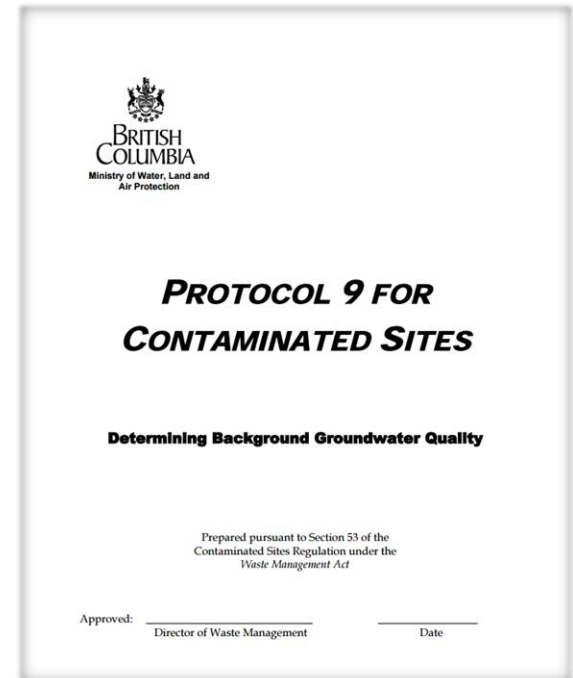 BRITISH
COLUMBIA
Ministry of Water, Land and
Air Protection
PROTOCOL 9 FOR
CONTAMINATED SITES
Determining Background Groundwater Quality
Prepared pursuant to Section 53 of the
Contaminated Sites Regulation under the
Waste Management Act
Approved:
Director of Waste Management Date